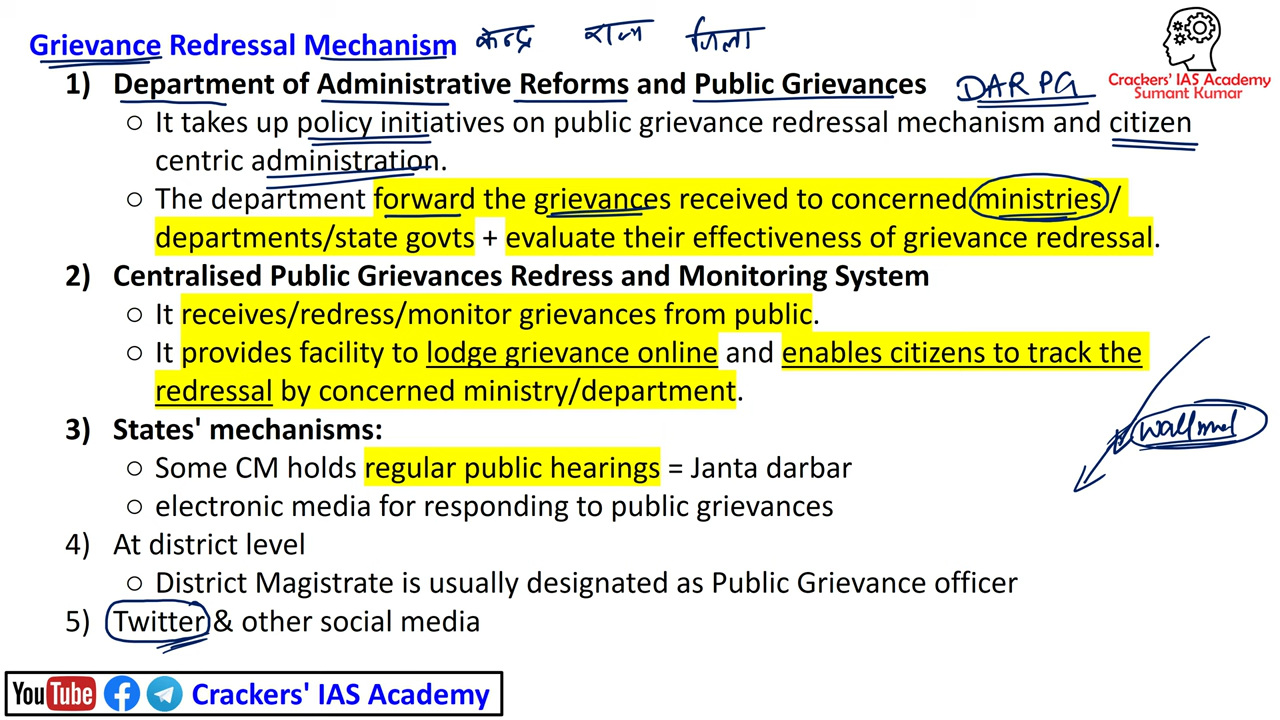 Grievance Redressal Mechanism केन्द्र राज्य जिला
1) Department of Administrative Reforms and Public Grievances DARPG
Crackers' IAS Academy
Sumant Kumar
○ It takes up policy initiatives on public grievance redressal mechanism and citizen
centric administration.
○ The department forward the grievances received to concerned ministries/
departments/state govts + evaluate their effectiveness of grievance redressal.
2) Centralised Public Grievances Redress and Monitoring System
○ It receives/redress/monitor grievances from public.
○ It provides facility to lodge grievance online and enables citizens to track the
redressal by concerned ministry/department.
3) States' mechanisms:
○ Some CM holds regular public hearings = Janta darbar
○ electronic media for responding to public grievances
4) At district level
○ District Magistrate is usually designated as Public Grievance officer
5) Twitter & other social media
YouTube f Crackers' IAS Academy